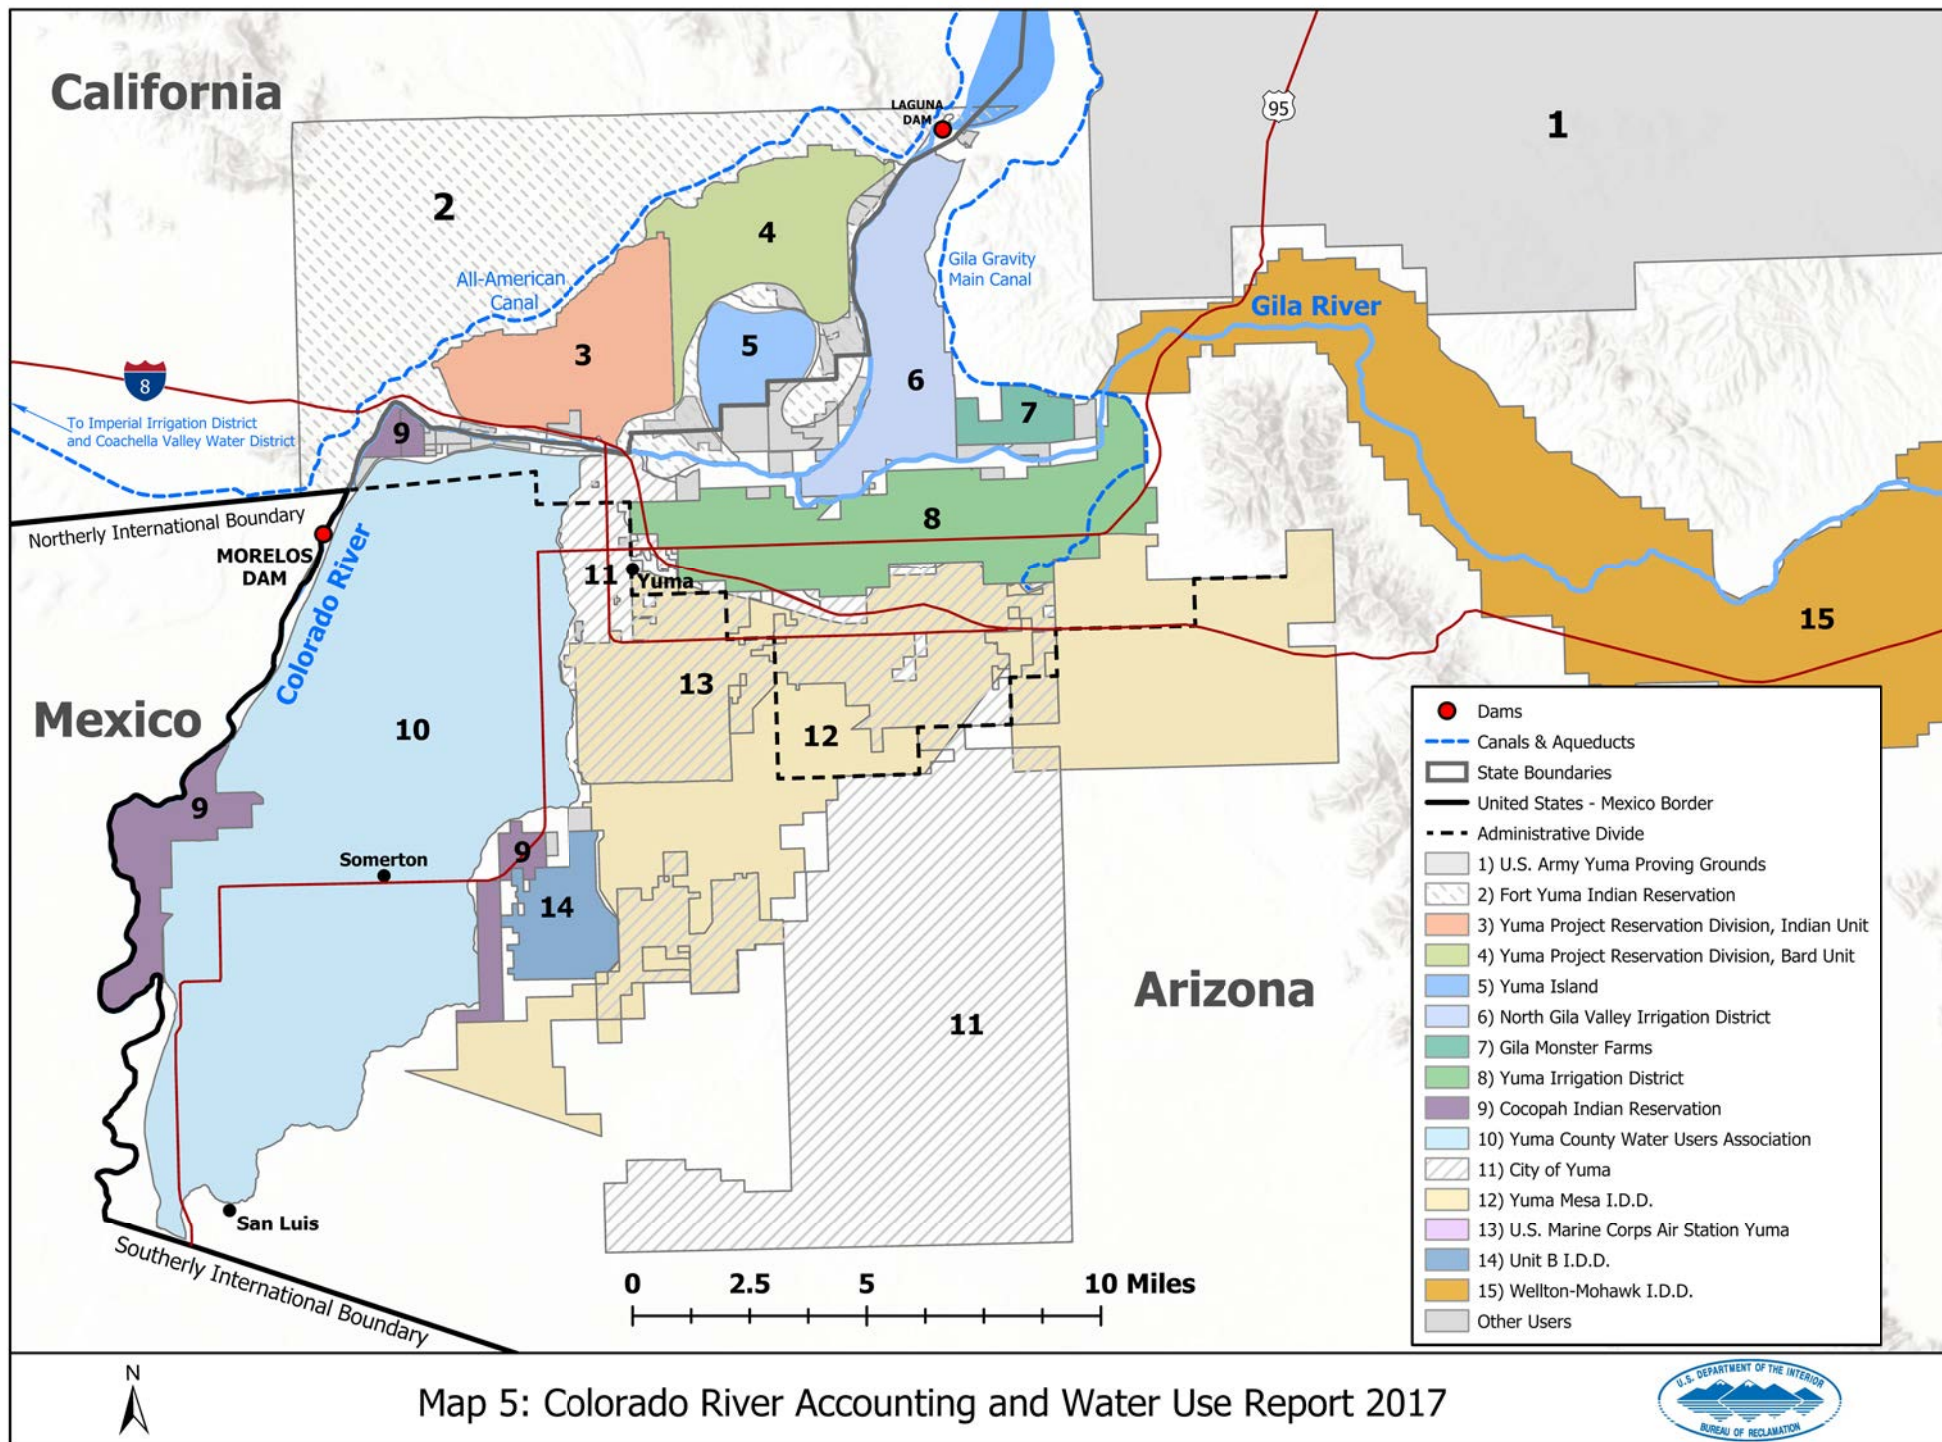 California
LAGUNA
DAM
95
1
2
4
All-American
Canal
Gila Gravity
Main Canal
Gila River
3
5
6
7
8
To Imperial Irrigation District
and Coachella Valley Water District
9
Northerly International Boundary
MORELOS
DAM
Colorado River
8
11
Yuma
15
Mexico
10
13
12
9
9
Somerton
14
Arizona
11
San Luis
Southerly International Boundary
0 2.5 5 10 Miles
Dams
Canals & Aqueducts
State Boundaries
United States - Mexico Border
Administrative Divide
1) U.S. Army Yuma Proving Grounds
2) Fort Yuma Indian Reservation
3) Yuma Project Reservation Division, Indian Unit
4) Yuma Project Reservation Division, Bard Unit
5) Yuma Island
6) North Gila Valley Irrigation District
7) Gila Monster Farms
8) Yuma Irrigation District
9) Cocopah Indian Reservation
10) Yuma County Water Users Association
11) City of Yuma
12) Yuma Mesa I.D.D.
13) U.S. Marine Corps Air Station Yuma
14) Unit B I.D.D.
15) Wellton-Mohawk I.D.D.
Other Users
N
Map 5: Colorado River Accounting and Water Use Report 2017
U.S. DEPARTMENT OF THE INTERIOR
BUREAU OF RECLAMATION